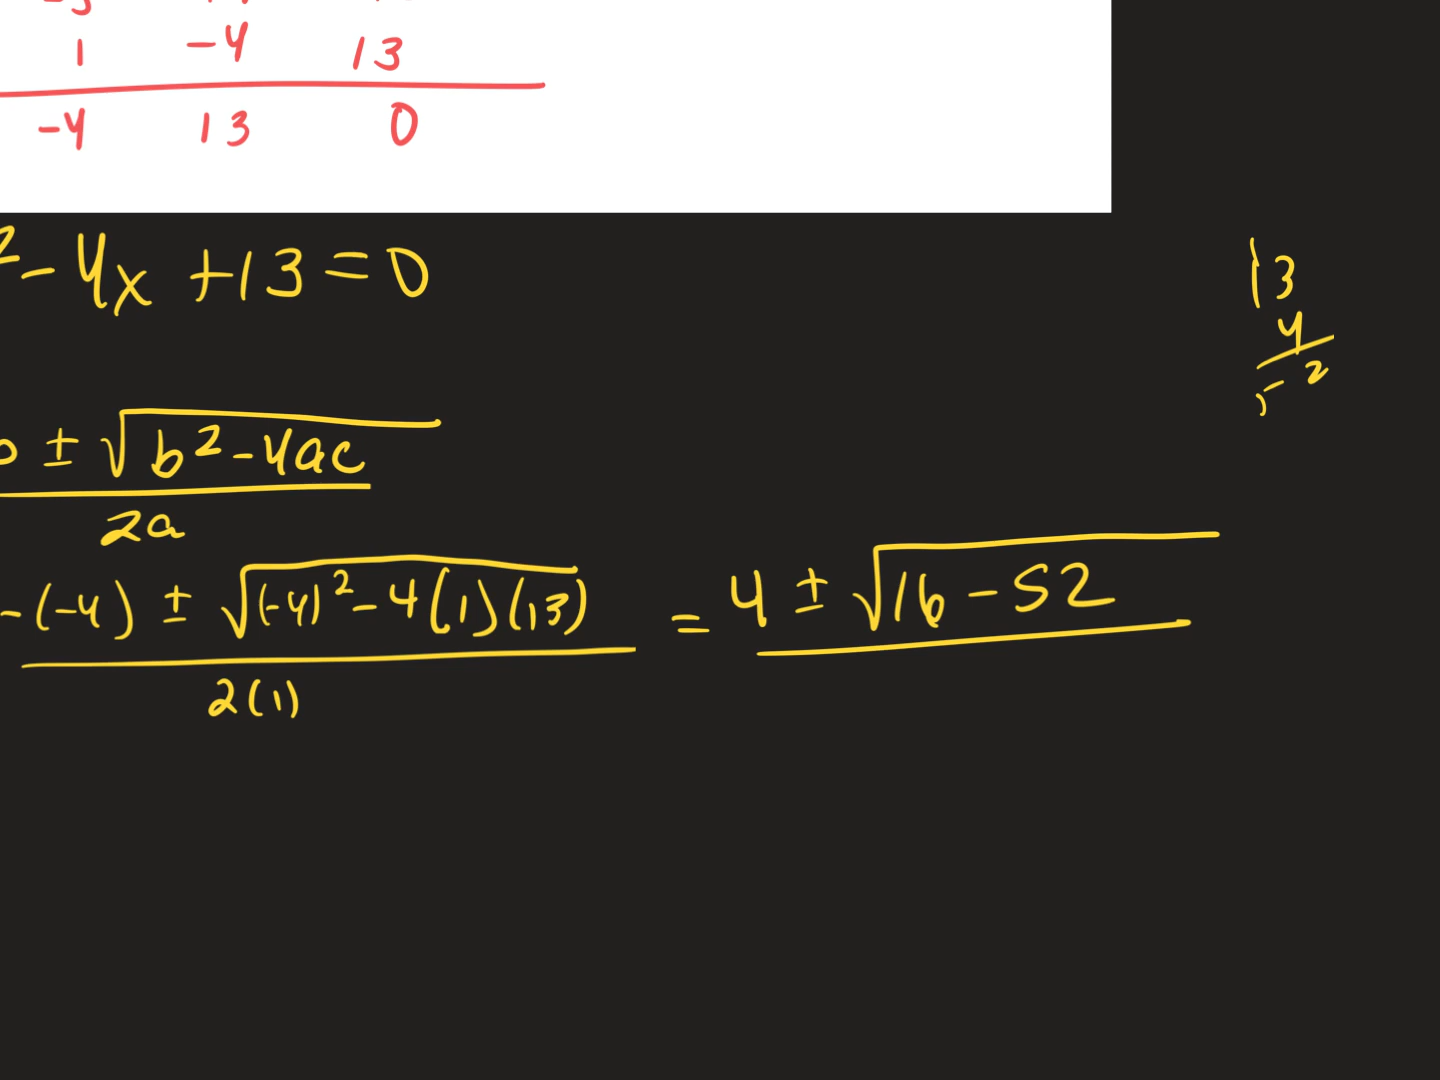 1 -4 13
-4 13 0
2 - 4x + 13 = 0
13
4
52
± √b² - 4ac
2a
-(-4) ± √(-4)² - 4(1)(13) = 4 ± √16 - 52
2(1)